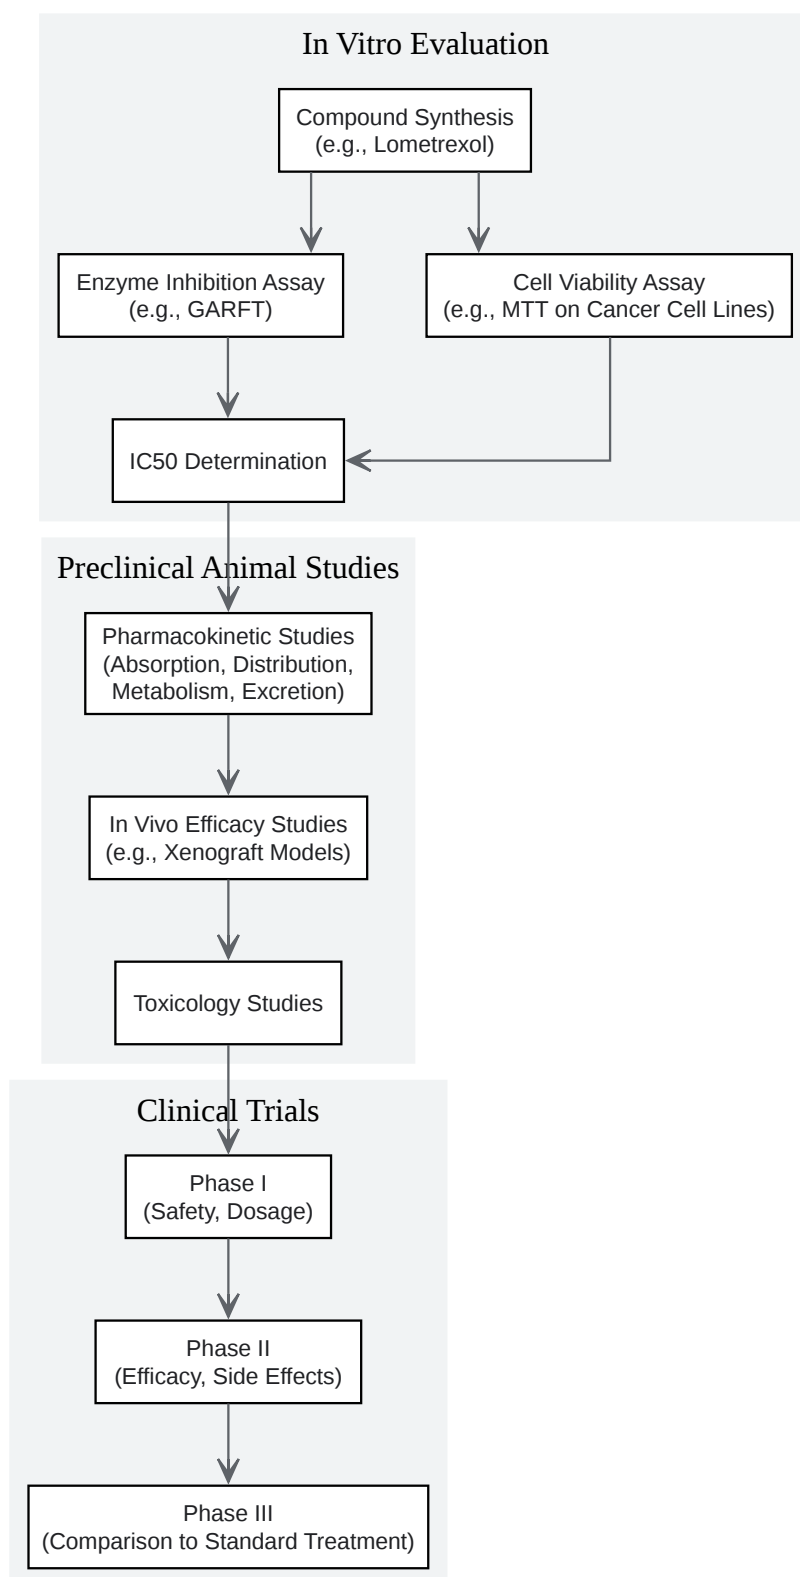 In Vitro Evaluation
Compound Synthesis
(e.g., Lometrexol)
Enzyme Inhibition Assay
(e.g., GARFT)
Cell Viability Assay
(e.g., MTT on Cancer Cell Lines)
IC50 Determination
Preclinical Animal Studies
Pharmacokinetic Studies
(Absorption, Distribution,
Metabolism, Excretion)
In Vivo Efficacy Studies
(e.g., Xenograft Models)
Toxicology Studies
Clinical Trials
Phase I
(Safety, Dosage)
Phase II
(Efficacy, Side Effects)
Phase III
(Comparison to Standard Treatment)